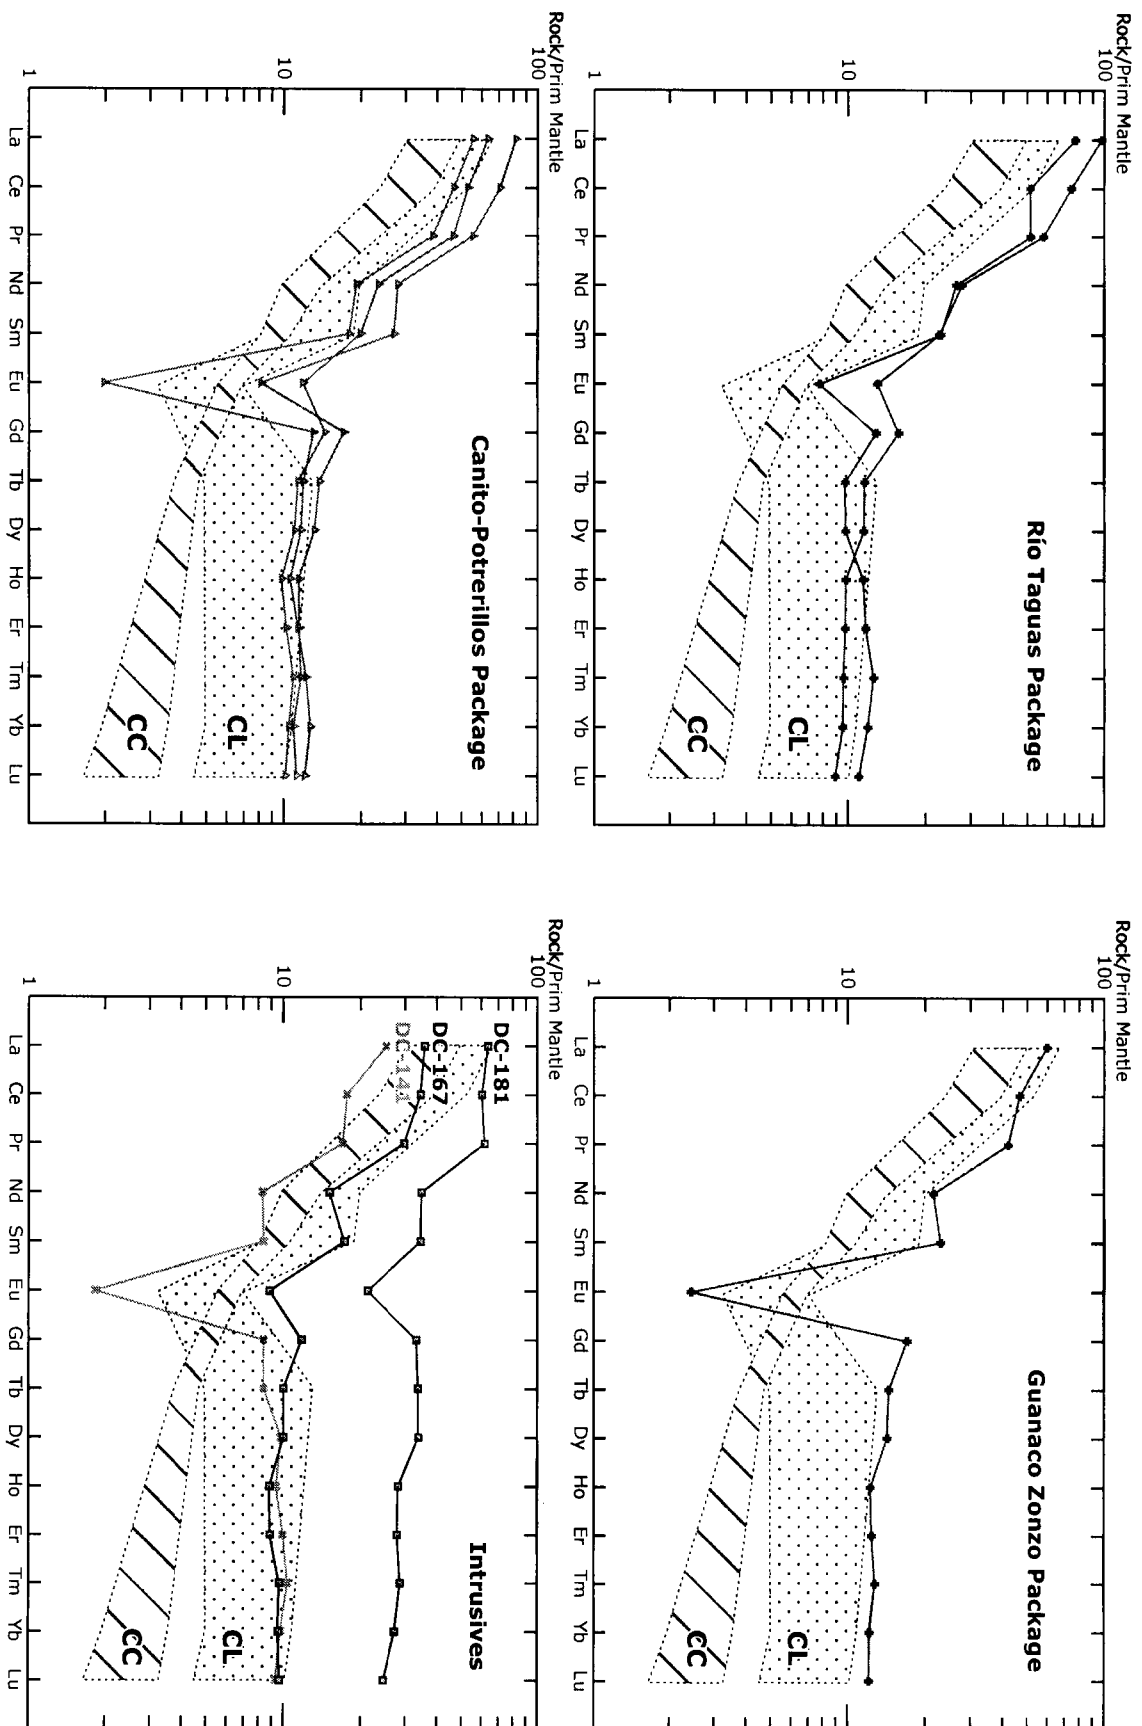 Rock/Prim Mantle
100
Río Taguas Package
10
CL
CC
1
La Ce Pr Nd Sm Eu Gd Tb Dy Ho Er Tm Yb Lu
Rock/Prim Mantle
100
Guanaco Zonzo Package
10
CL
CC
1
La Ce Pr Nd Sm Eu Gd Tb Dy Ho Er Tm Yb Lu
Rock/Prim Mantle
100
Canito-Potrerillos Package
10
CL
CC
1
La Ce Pr Nd Sm Eu Gd Tb Dy Ho Er Tm Yb Lu
Rock/Prim Mantle
100
DC-181
Intrusives
DC-167
DC-141
10
CL
CC
1
La Ce Pr Nd Sm Eu Gd Tb Dy Ho Er Tm Yb Lu